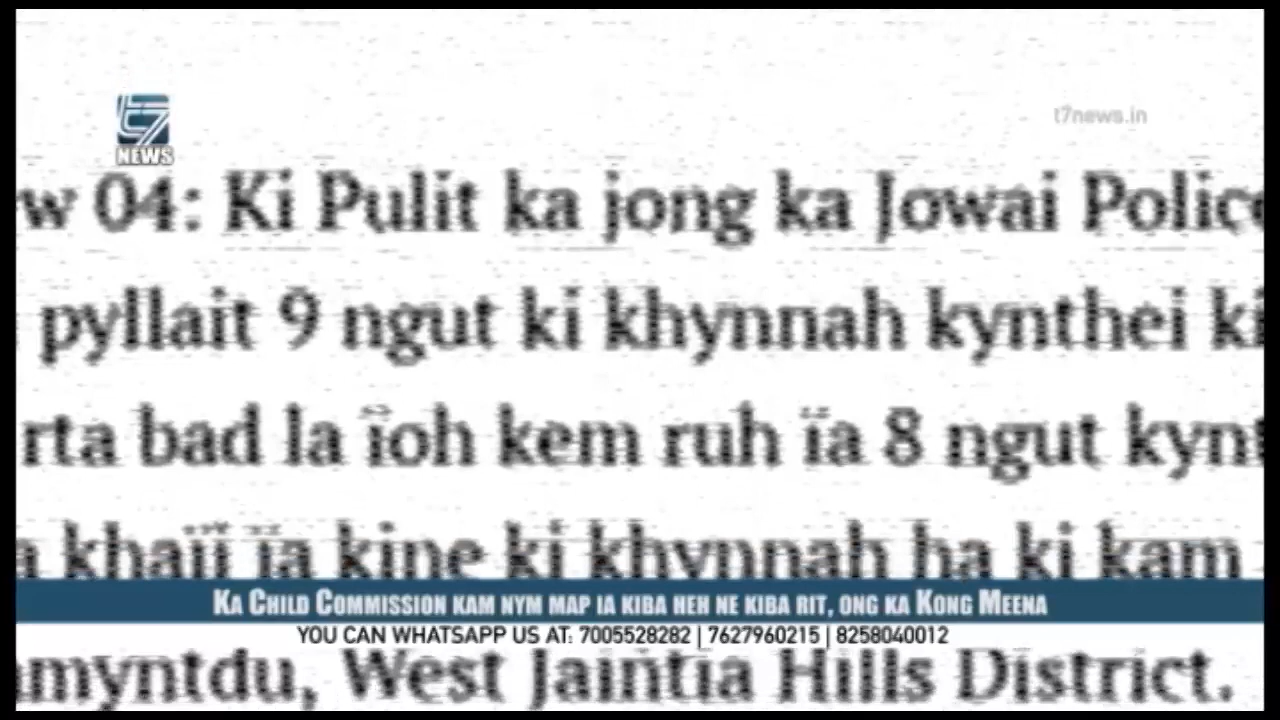 NEWS
t7news.in
w 04: Ki Pulit ka jong ka Jowai Police
pyllait 9 ngut ki khynnah kynthei ki
rta bad la ïoh kem ruh ïa 8 ngut kynt
a khaïi ïa kine ki khynnah ha ki kam
KA CHILD COMMISSION KAM NYM MAP IA KIBA HEH NE KIBA RIT, ONG KA KONG MEENA
YOU CAN WHATSAPP US AT: 7005528282 | 7627960215 | 8258040012
amyntdu, West Jaintia Hills District.